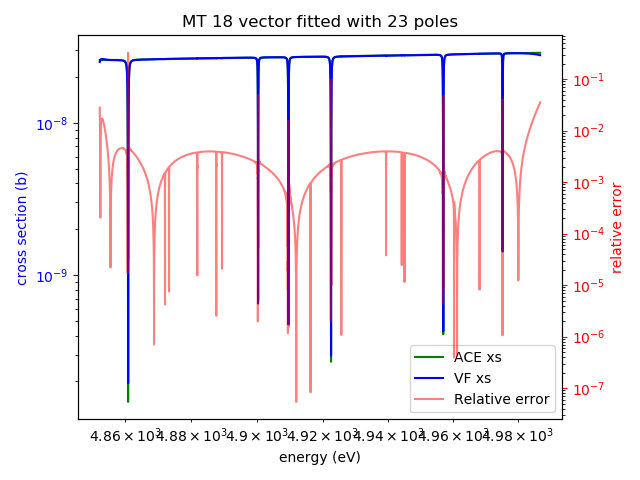 MT 18 vector fitted with 23 poles
cross section (b)
10⁻⁸
10⁻⁹
10⁻¹
10⁻²
10⁻³
10⁻⁴
10⁻⁵
10⁻⁶
10⁻⁷
relative error
ACE xs
VF xs
Relative error
4.86 × 10³ 4.88 × 10³ 4.9 × 10³ 4.92 × 10³ 4.94 × 10³ 4.96 × 10³ 4.98 × 10³
energy (eV)